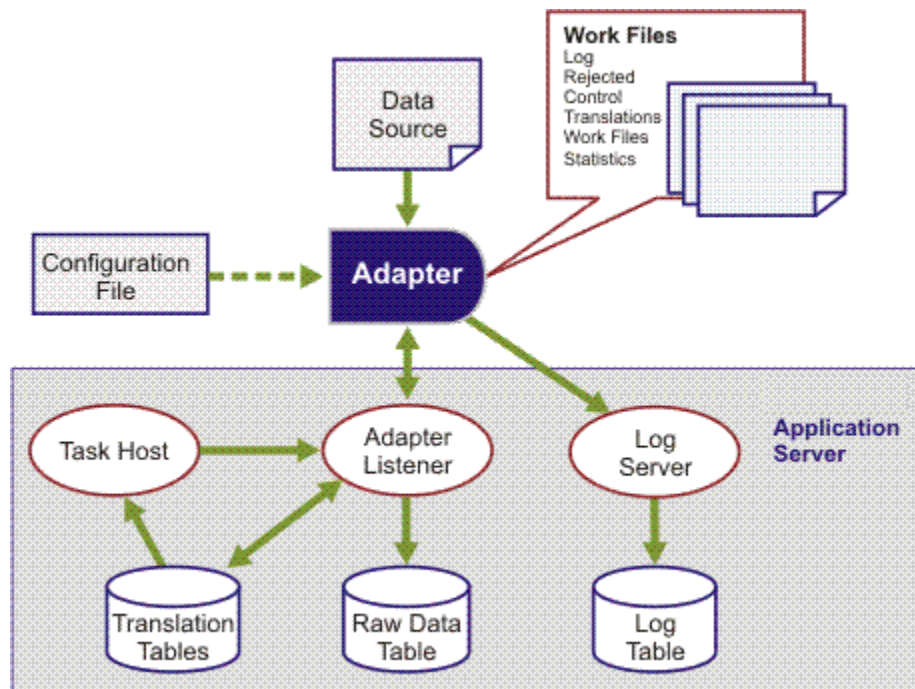 Work Files
Log
Rejected
Control
Translations
Work Files
Statistics
Data
Source
Configuration
File
Adapter
Application
Server
Task Host
Adapter
Listener
Log
Server
Translation
Tables
Raw Data
Table
Log
Table